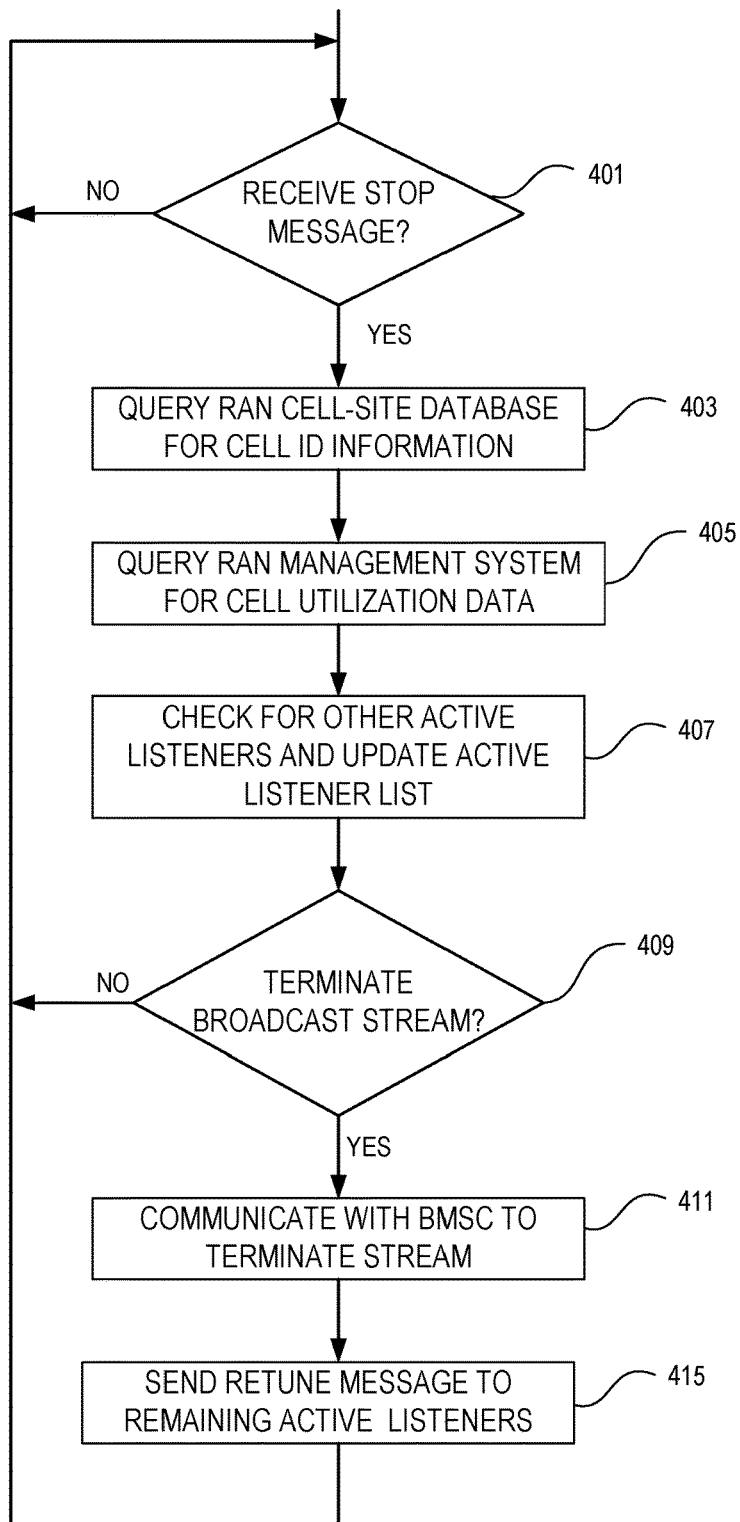 RECEIVE STOP
MESSAGE?
401
NO
YES
QUERY RAN CELL-SITE DATABASE
FOR CELL ID INFORMATION
403
QUERY RAN MANAGEMENT SYSTEM
FOR CELL UTILIZATION DATA
405
CHECK FOR OTHER ACTIVE
LISTENERS AND UPDATE ACTIVE
LISTENER LIST
407
TERMINATE
BROADCAST STREAM?
409
NO
YES
COMMUNICATE WITH BMSC TO
TERMINATE STREAM
411
SEND RETUNE MESSAGE TO
REMAINING ACTIVE LISTENERS
415